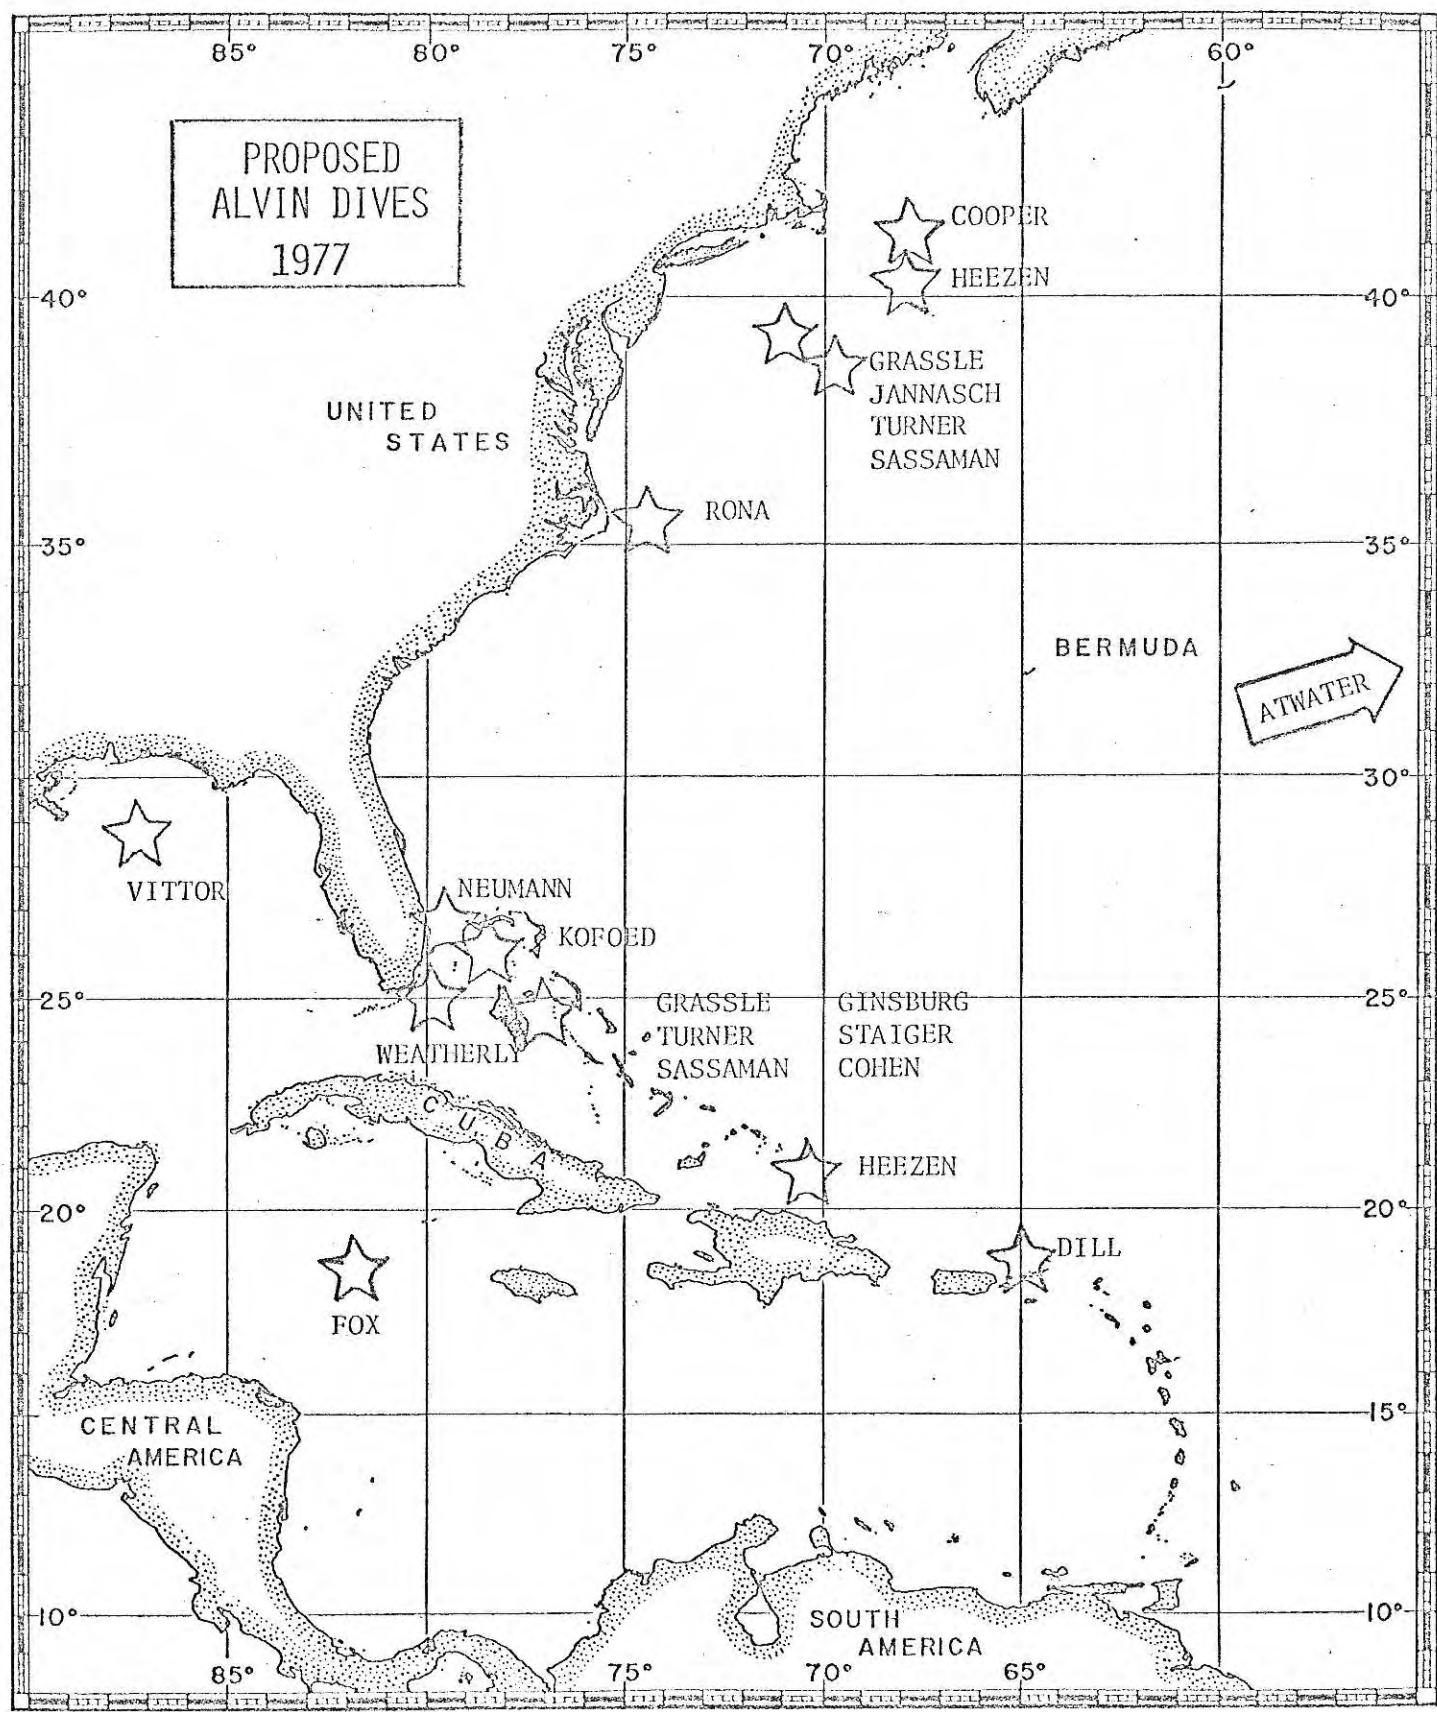 85°
80°
75°
70°
60°
PROPOSED
ALVIN DIVES
1977
COOPER
HEEZEN
40°
40°
GRASSLE
JANNASCH
TURNER
SASSAMAN
UNITED
STATES
RONA
35°
35°
BERMUDA
ATWATER
30°
VITTOR
NEUMANN
KOFOED
25°
25°
GRASSLE
TURNER
SASSAMAN
GINSBURG
STAIGER
COHEN
WEATHERLY
CUBA
HEEZEN
20°
20°
DILL
FOX
15°
CENTRAL
AMERICA
10°
10°
SOUTH
AMERICA
85°
75°
70°
65°